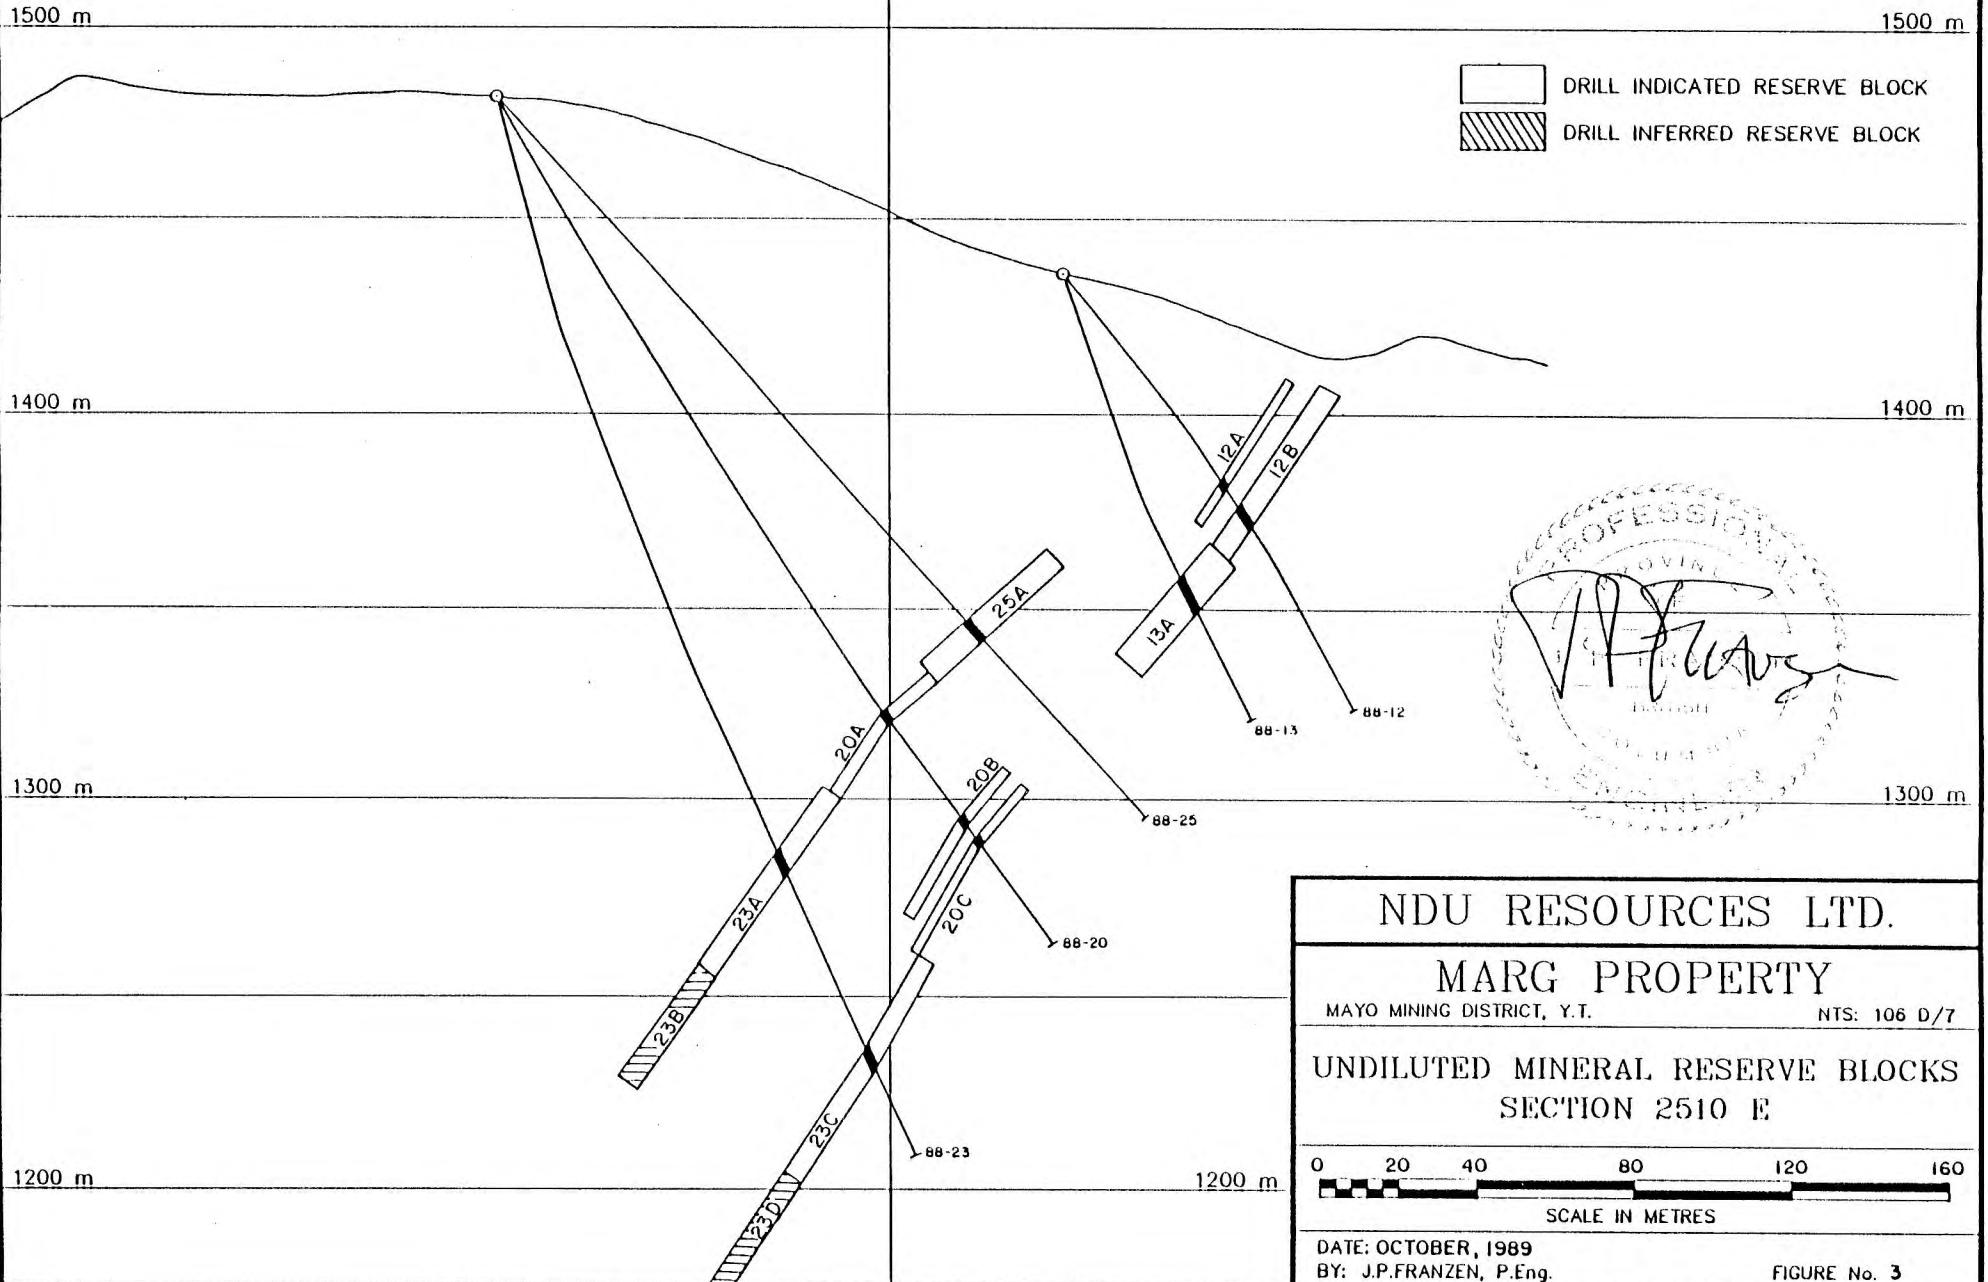 1500 m
1500 m
DRILL INDICATED RESERVE BLOCK
DRILL INFERRED RESERVE BLOCK
1400 m
1400 m
12A
12B
PROFESSIONAL
25A
13A
88-12
88-13
20A
20B
1300 m
1300 m
88-25
23A
20C
88-20
NDU RESOURCES LTD.
MARG PROPERTY
MAYO MINING DISTRICT, Y.T.
NTS: 106 D/7
23B
UNDILUTED MINERAL RESERVE BLOCKS
SECTION 2510 E
23C
88-23
1200 m
1200 m
0 20 40 80 120 160
SCALE IN METRES
23D
DATE: OCTOBER, 1989
BY: J.P.FRANZEN, P.Eng.
FIGURE No. 3